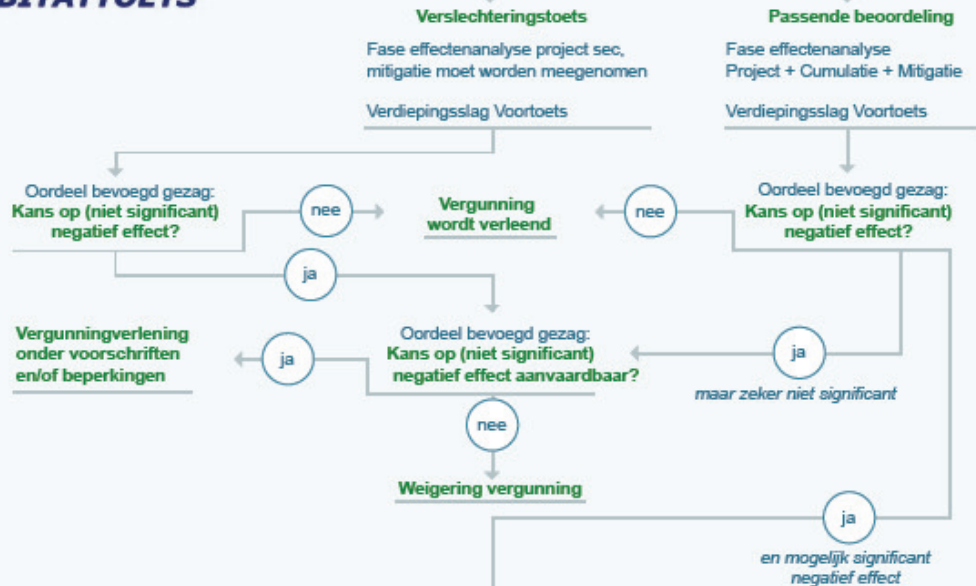 BITATTOETS
Verslechteringstoets
Fase effectenanalyse project sec,
mitigatie moet worden meegenomen
Verdiepingsslag Voortoets
Passende beoordeling
Fase effectenanalyse
Project + Cumulatie + Mitigatie
Verdiepingsslag Voortoets
Oordeel bevoegd gezag:
Kans op (niet significant)
negatief effect?
nee
Vergunning
wordt verleend
nee
Oordeel bevoegd gezag:
Kans op (niet significant)
negatief effect?
ja
Vergunningverlening
onder voorschriften
en/of beperkingen
ja
Oordeel bevoegd gezag:
Kans op (niet significant)
negatief effect aanvaardbaar?
ja
maar zeker niet significant
nee
Weigering vergunning
ja
en mogelijk significant
negatief effect